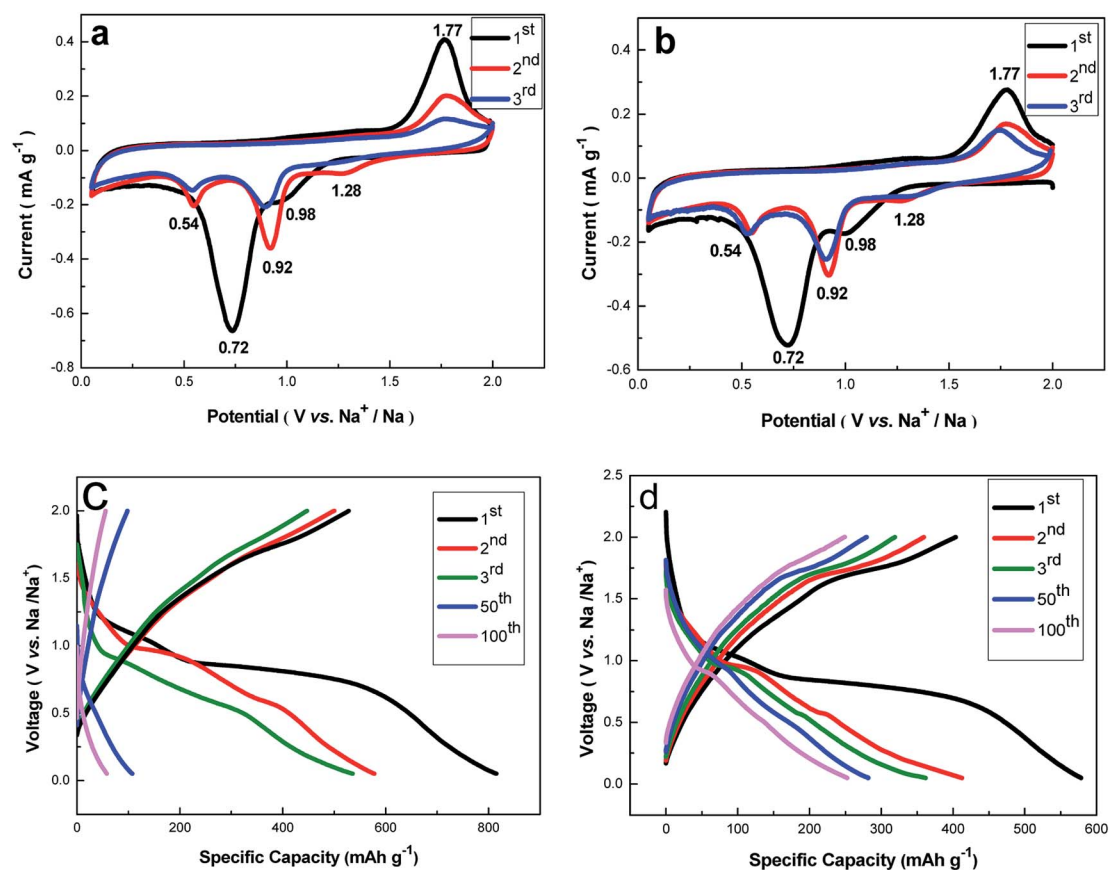 a
1st
2nd
3rd
1.77
0.54
0.98
1.28
0.92
0.72
0.4
0.2
0.0
-0.2
-0.4
-0.6
-0.8
Current ( mA g-1)
0.0 0.5 1.0 1.5 2.0
Potential ( V vs. Na+ / Na )
b
1st
2nd
3rd
1.77
0.54
0.98
1.28
0.92
0.72
0.4
0.2
0.0
-0.2
-0.4
-0.6
Current ( mA g-1)
0.0 0.5 1.0 1.5 2.0
Potential ( V vs. Na+ / Na )
C
1st
2nd
3rd
50th
100th
2.0
1.5
1.0
0.5
0.0
Voltage ( V vs. Na /Na+)
0 200 400 600 800
Specific Capacity (mAh g-1)
d
1st
2nd
3rd
50th
100th
2.5
2.0
1.5
1.0
0.5
0.0
Voltage ( V vs. Na /Na+)
0 100 200 300 400 500 600
Specific Capacity (mAh g-1)